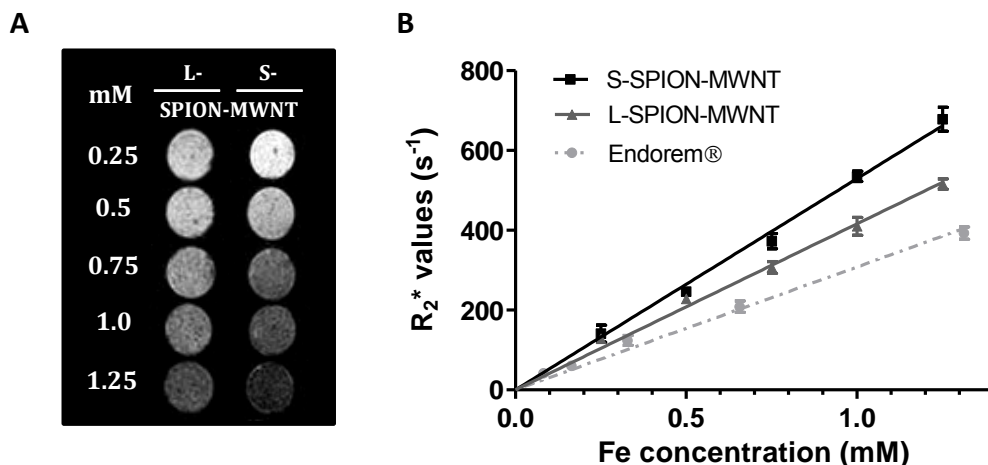 A
L- S-
mM
SPION-MWNT
0.25
0.5
0.75
1.0
1.25
B
800
600
400
200
0
R₂* values (s⁻¹)
S-SPION-MWNT
L-SPION-MWNT
Endorem®
0.0 0.5 1.0
Fe concentration (mM)